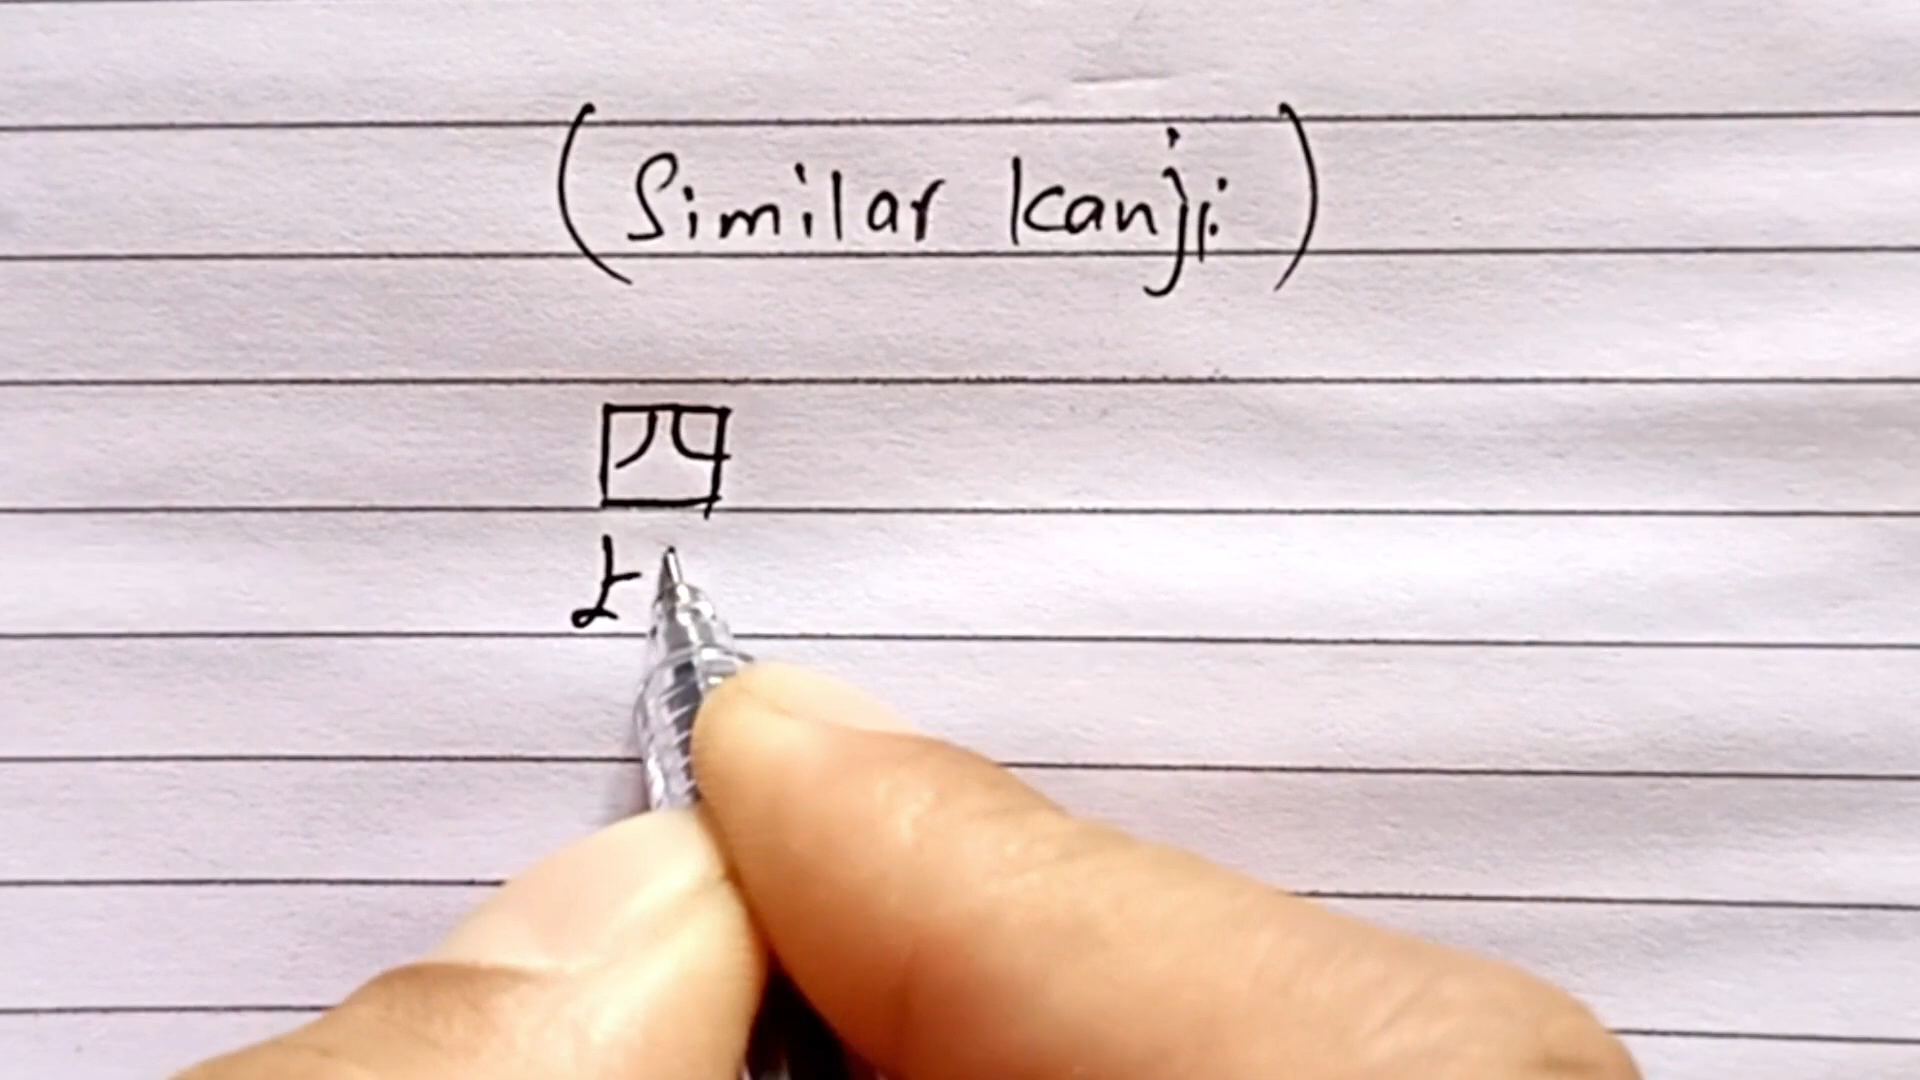 (Similar Kanji)
四
よ